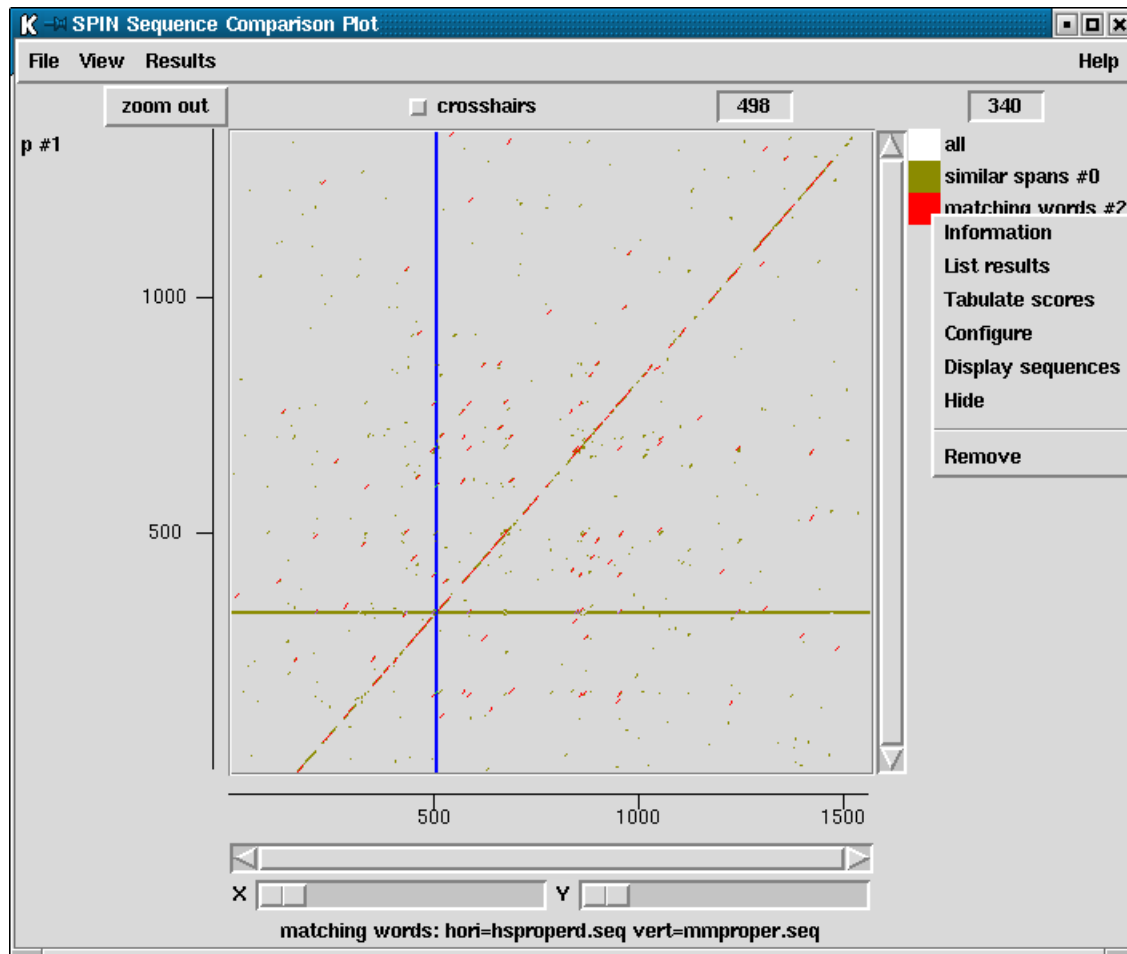 K SPIN Sequence Comparison Plot
File View Results Help
zoom out crosshairs 498 340
p #1
all
similar spans #0
matching words #2
Information
List results
Tabulate scores
Configure
Display sequences
Hide
Remove
1000
500
500 1000 1500
X Y
matching words: hori=hsproperd.seq vert=mmproper.seq